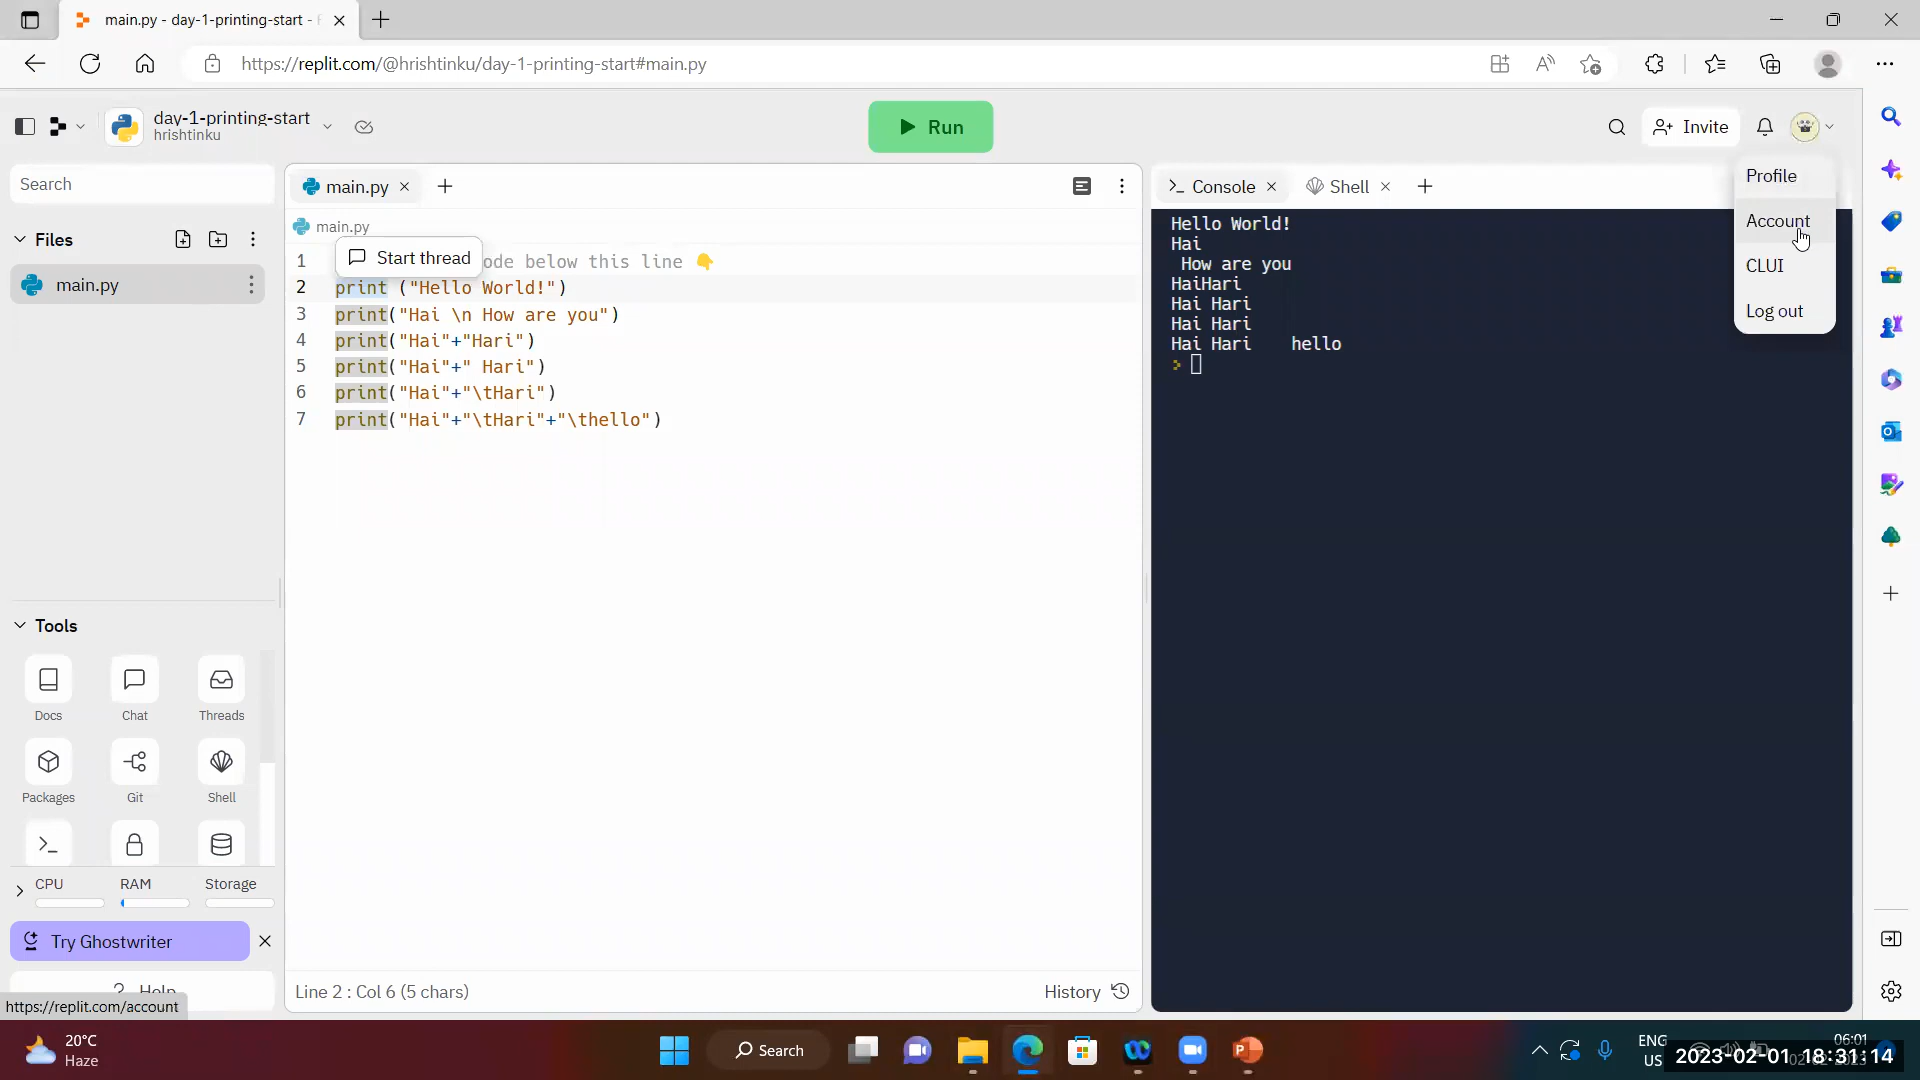 main.py - day-1-printing-start -
https://replit.com/@hrishtinku/day-1-printing-start#main.py
day-1-printing-start
hrishtinku
Run
Invite
Search
Files
main.py
main.py
main.py
Start thread
1 ode below this line 👇
2 print ("Hello World!")
3 print("Hai \n How are you")
4 print("Hai"+"Hari")
5 print("Hai"+" Hari")
6 print("Hai"+"\tHari")
7 print("Hai"+"\tHari"+"\thello")
Console
Shell
Hello World!
Hai
How are you
HaiHari
Hai Hari
Hai Hari
Hai Hari hello
Profile
Account
CLUI
Log out
Tools
Docs Chat Threads
Packages Git Shell
CPU RAM Storage
Try Ghostwriter
Help
https://replit.com/account
Line 2 : Col 6 (5 chars)
History
20°C
Haze
Search
ENG
US
06:01
2023-02-01 18:31:14